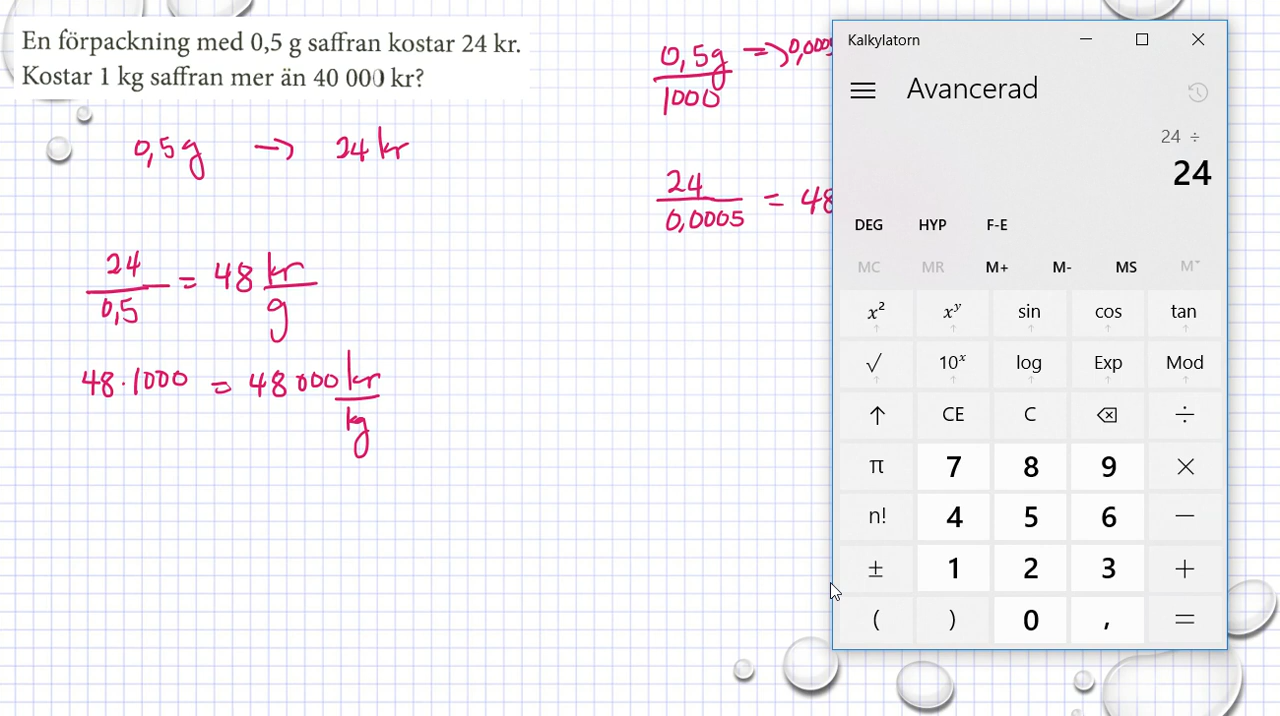 En förpackning med 0,5 g saffran kostar 24 kr.
Kostar 1 kg saffran mer än 40 000 kr?
0,5g → 24 kr
24/0,5 = 48 kr/g
48·1000 = 48000 kr/kg
0,5g/1000 => 0,0005
24/0,0005 = 48
Kalkylatorn
Avancerad
24 ÷
24
DEG HYP F-E
MC MR M+ M- MS M˅
x² xʸ sin cos tan
√ 10ˣ log Exp Mod
↑ CE C ⌫ ÷
π 7 8 9 ×
n! 4 5 6 −
± 1 2 3 +
( ) 0 , =